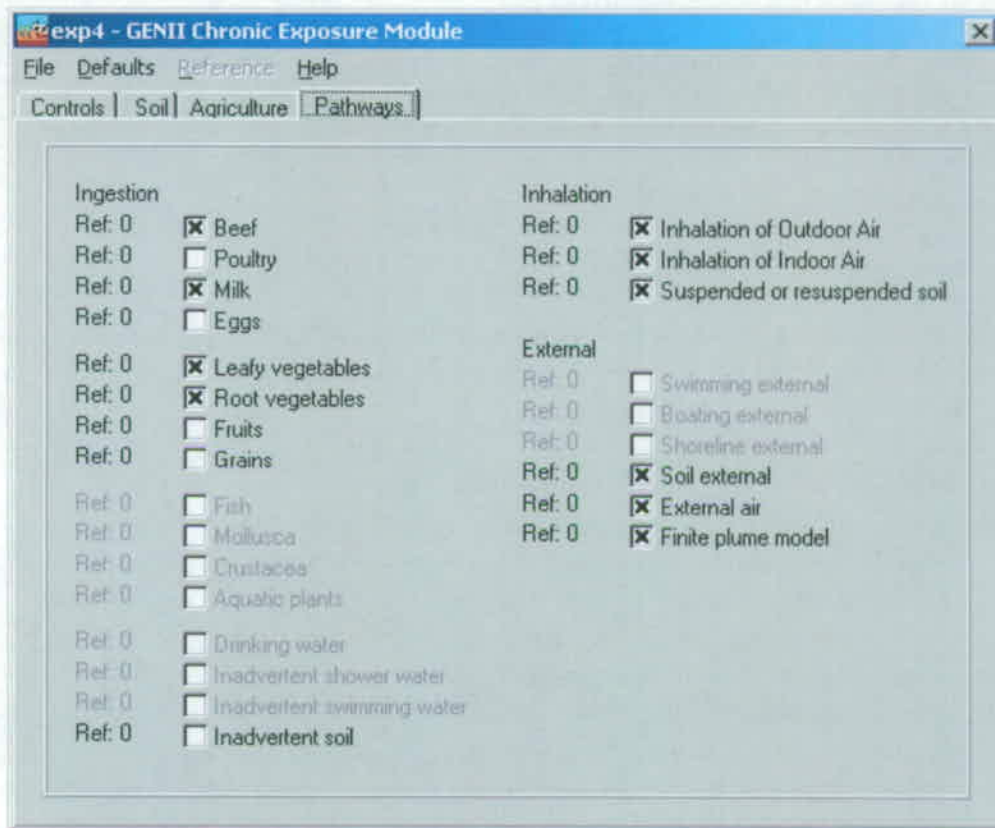 exp4 - GENII Chronic Exposure Module
File Defaults Reference Help
Controls Soil Agriculture Pathways
Ingestion
Ref: 0 Beef
Ref: 0 Poultry
Ref: 0 Milk
Ref: 0 Eggs
Ref: 0 Leafy vegetables
Ref: 0 Root vegetables
Ref: 0 Fruits
Ref: 0 Grains
Ref: 0 Fish
Ref: 0 Mollusca
Ref: 0 Crustacea
Ref: 0 Aquatic plants
Ref: 0 Drinking water
Ref: 0 Inadvertent shower water
Ref: 0 Inadvertent swimming water
Ref: 0 Inadvertent soil
Inhalation
Ref: 0 Inhalation of Outdoor Air
Ref: 0 Inhalation of Indoor Air
Ref: 0 Suspended or resuspended soil
External
Ref: 0 Swimming external
Ref: 0 Boating external
Ref: 0 Shoreline external
Ref: 0 Soil external
Ref: 0 External air
Ref: 0 Finite plume model